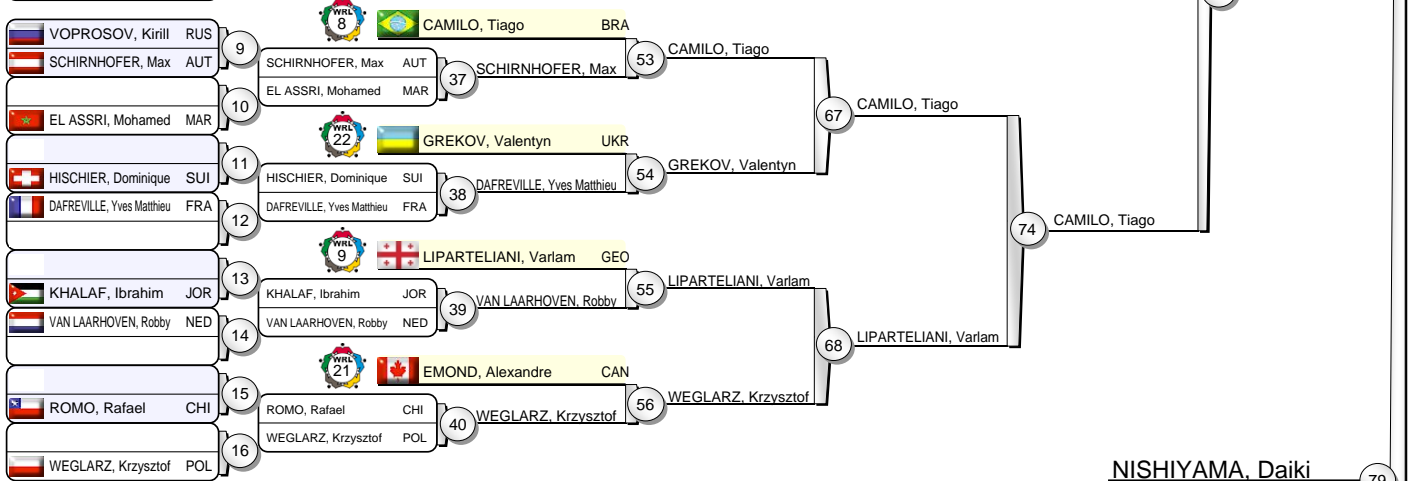 VOPROSOV, Kirill RUS
SCHIRNHOFER, Max AUT
9
EL ASSRI, Mohamed MAR
10
HISCHIER, Dominique SUI
11
DAFREVILLE, Yves Matthieu FRA
12
KHALAF, Ibrahim JOR
13
VAN LAARHOVEN, Robby NED
14
ROMO, Rafael CHI
15
WEGLARZ, Krzysztof POL
16
WRL 8
CAMILO, Tiago BRA
SCHIRNHOFER, Max AUT
EL ASSRI, Mohamed MAR
37
SCHIRNHOFER, Max
53
WRL 22
GREKOV, Valentyn UKR
HISCHIER, Dominique SUI
DAFREVILLE, Yves Matthieu FRA
38
DAFREVILLE, Yves Matthieu
54
WRL 9
LIPARTELIANI, Varlam GEO
KHALAF, Ibrahim JOR
VAN LAARHOVEN, Robby NED
39
VAN LAARHOVEN, Robby
55
WRL 21
EMOND, Alexandre CAN
ROMO, Rafael CHI
WEGLARZ, Krzysztof POL
40
WEGLARZ, Krzysztof
56
CAMILO, Tiago
GREKOV, Valentyn
67
LIPARTELIANI, Varlam
WEGLARZ, Krzysztof
68
CAMILO, Tiago
LIPARTELIANI, Varlam
74
CAMILO, Tiago
NISHIYAMA, Daiki
79